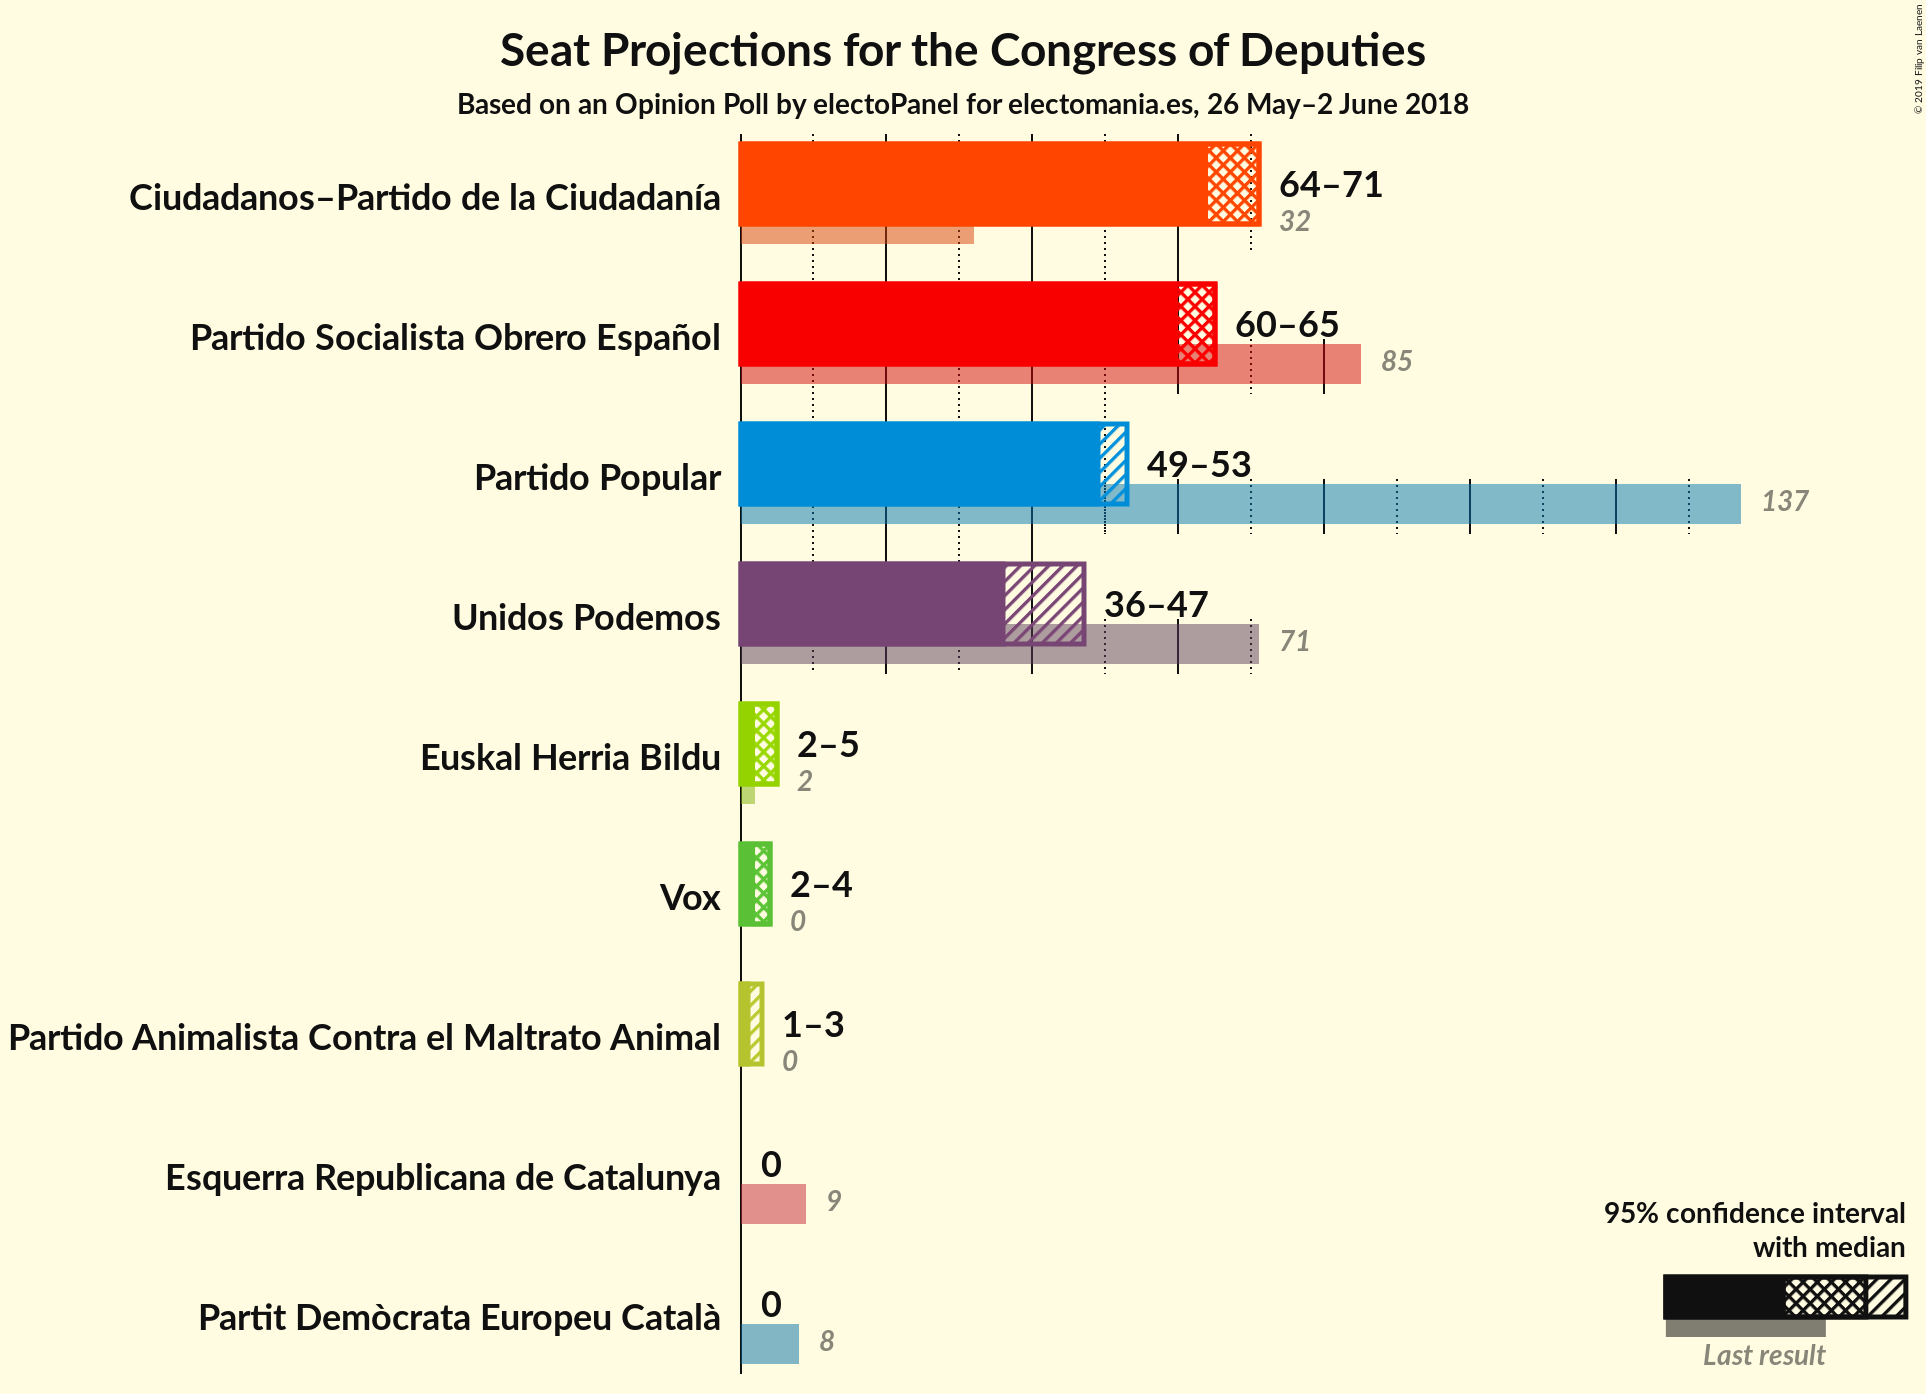 Seat Projections for the Congress of Deputies
Based on an Opinion Poll by electoPanel for electomania.es, 26 May–2 June 2018
© 2019 Filip van Laenen
Ciudadanos–Partido de la Ciudadanía
64–71
32
Partido Socialista Obrero Español
60–65
85
Partido Popular
49–53
137
Unidos Podemos
36–47
71
Euskal Herria Bildu
2–5
2
Vox
2–4
0
Partido Animalista Contra el Maltrato Animal
1–3
0
Esquerra Republicana de Catalunya
0
9
Partit Demòcrata Europeu Català
0
8
95% confidence interval
with median
Last result